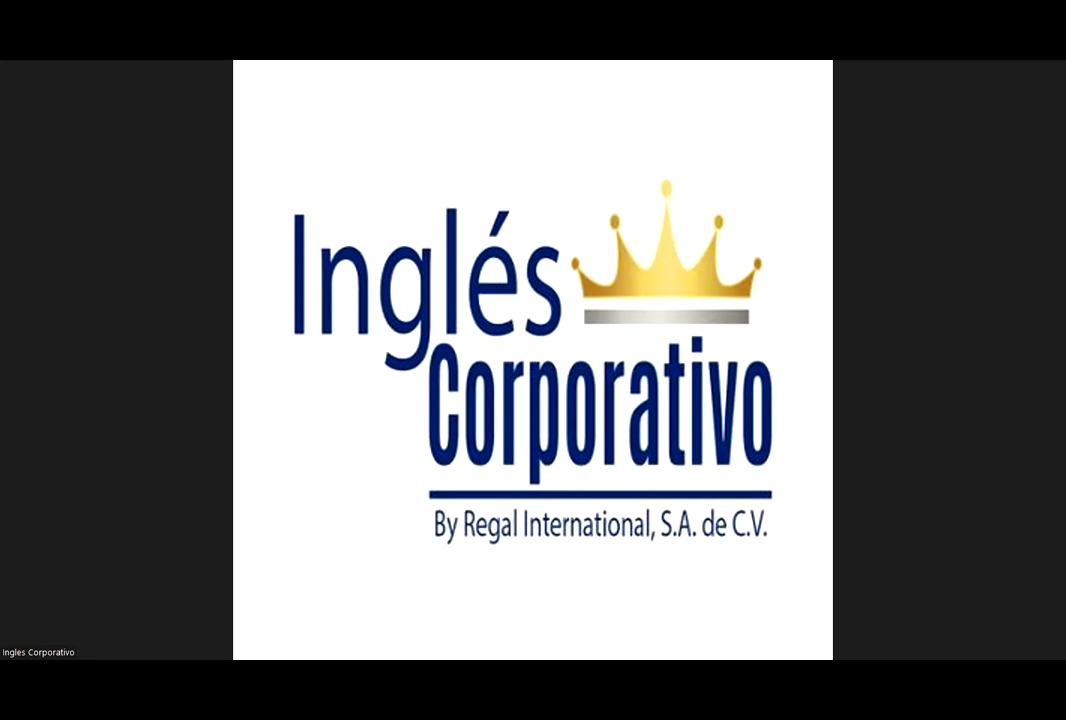 Inglés
Corporativo
By Regal International, S.A. de C.V.
Ingles Corporativo